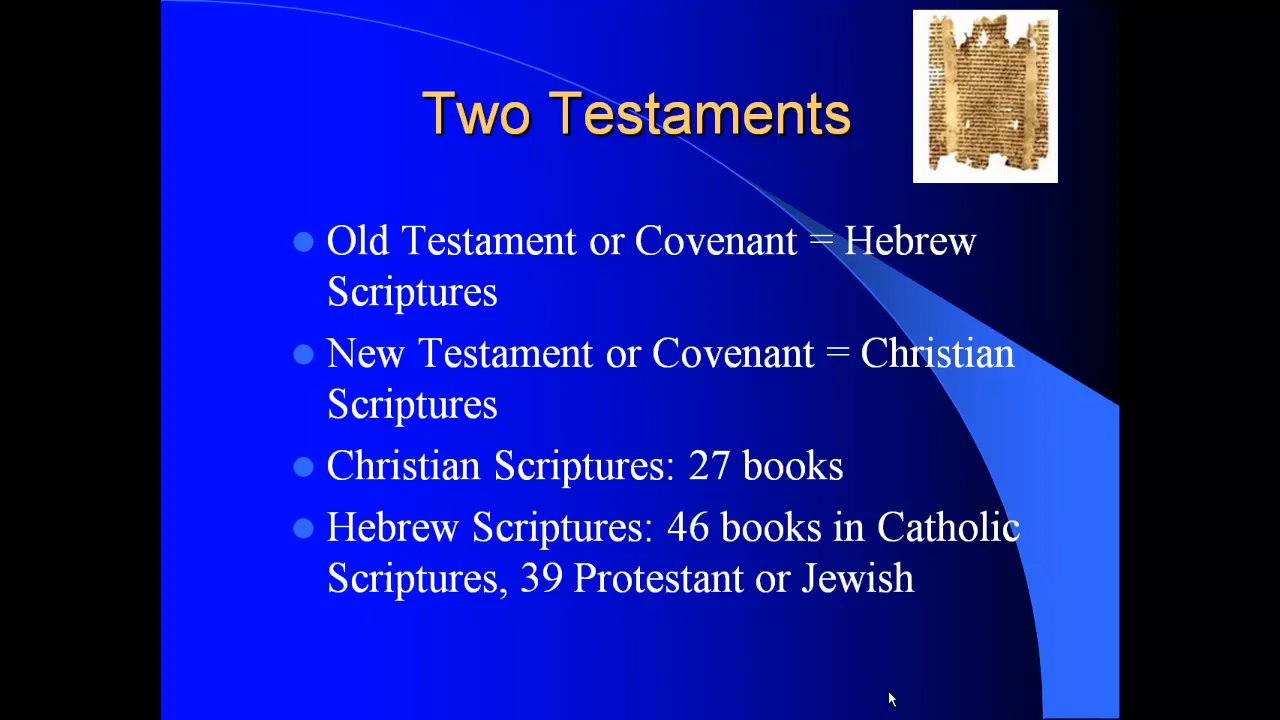 Two Testaments
Old Testament or Covenant = Hebrew
Scriptures
New Testament or Covenant = Christian
Scriptures
Christian Scriptures: 27 books
Hebrew Scriptures: 46 books in Catholic
Scriptures, 39 Protestant or Jewish